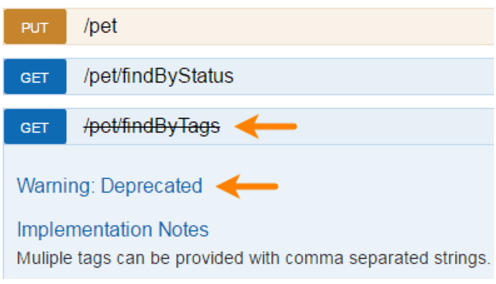 PUT /pet
GET /pet/findByStatus
GET /pet/findByTags
Warning: Deprecated
Implementation Notes
Muliple tags can be provided with comma separated strings.